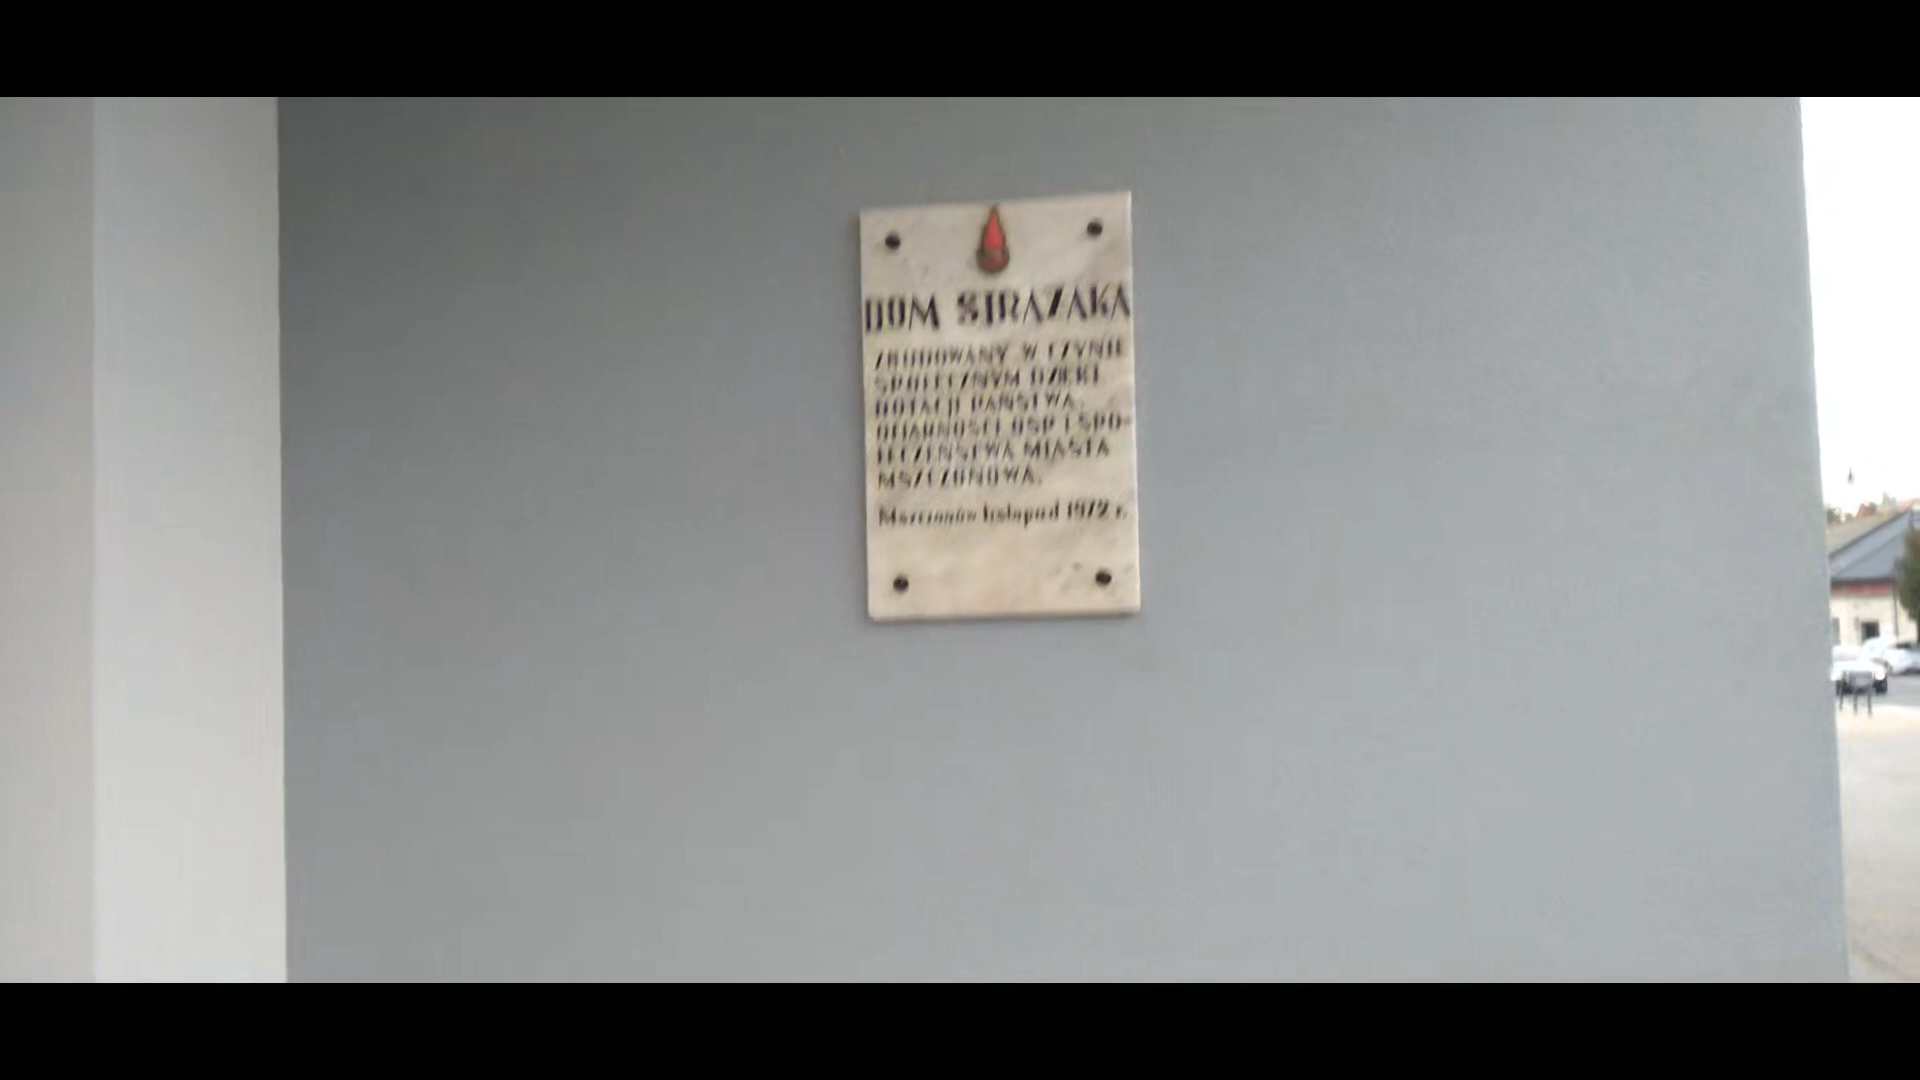 DOM STRAŻAKA
ZBUDOWANY W CZYNIE
SPOŁECZNYM DZIĘKI
DOTACJI PAŃSTWA,
OFIARNOŚCI OSP I SPO-
ŁECZEŃSTWA MIASTA
MSZCZONOWA.
Mszczonów listopad 1972 r.